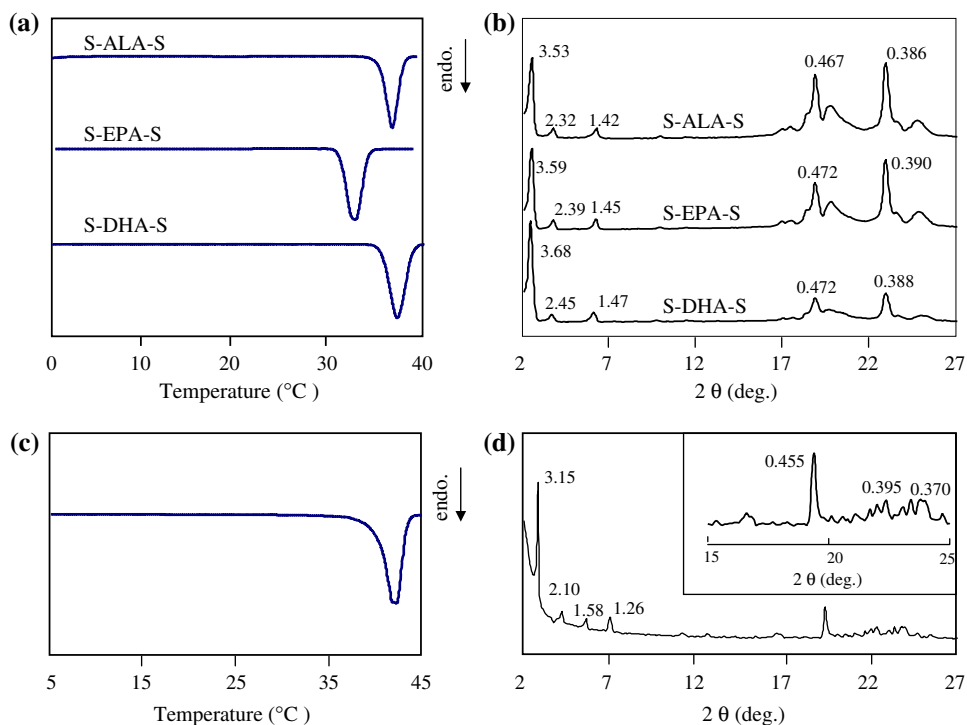 (a)
S-ALA-S
S-EPA-S
S-DHA-S
endo.
0 10 20 30 40
Temperature (°C )
(b)
3.53
2.32 1.42
0.467
0.386
S-ALA-S
3.59
2.39 1.45
0.472
0.390
S-EPA-S
3.68
2.45 1.47
0.472
0.388
S-DHA-S
2 7 12 17 22 27
2 θ (deg.)
(c)
endo.
5 15 25 35 45
Temperature (°C)
(d)
3.15
2.10
1.58 1.26
0.455
0.395 0.370
15 20 25
2 θ (deg.)
2 7 12 17 22 27
2 θ (deg.)